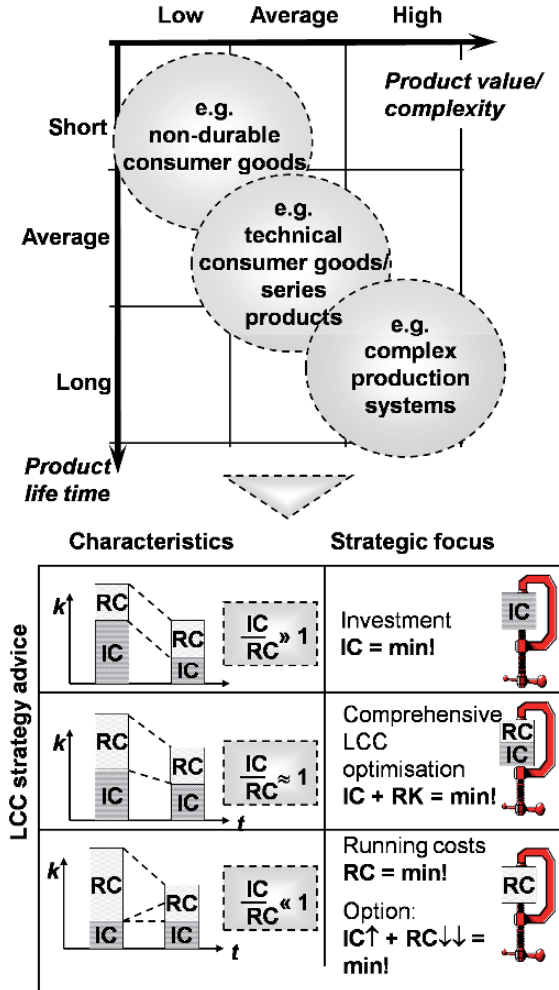 Low Average High
Product value/
complexity
Short
Average
Long
Product
life time
e.g.
non-durable
consumer goods
e.g.
technical
consumer goods/
series
products
e.g.
complex
production
systems
Characteristics Strategic focus
LCC strategy advice
k
RC
IC
RC
IC
IC
RC
» 1
Investment
IC = min!
IC
k
RC
IC
RC
IC
t
IC
RC
≈ 1
Comprehensive
LCC
optimisation
IC + RK = min!
RC
IC
k
RC
IC
RC
IC
t
IC
RC
« 1
Running costs
RC = min!
Option:
IC↑ + RC↓↓ =
min!
RC